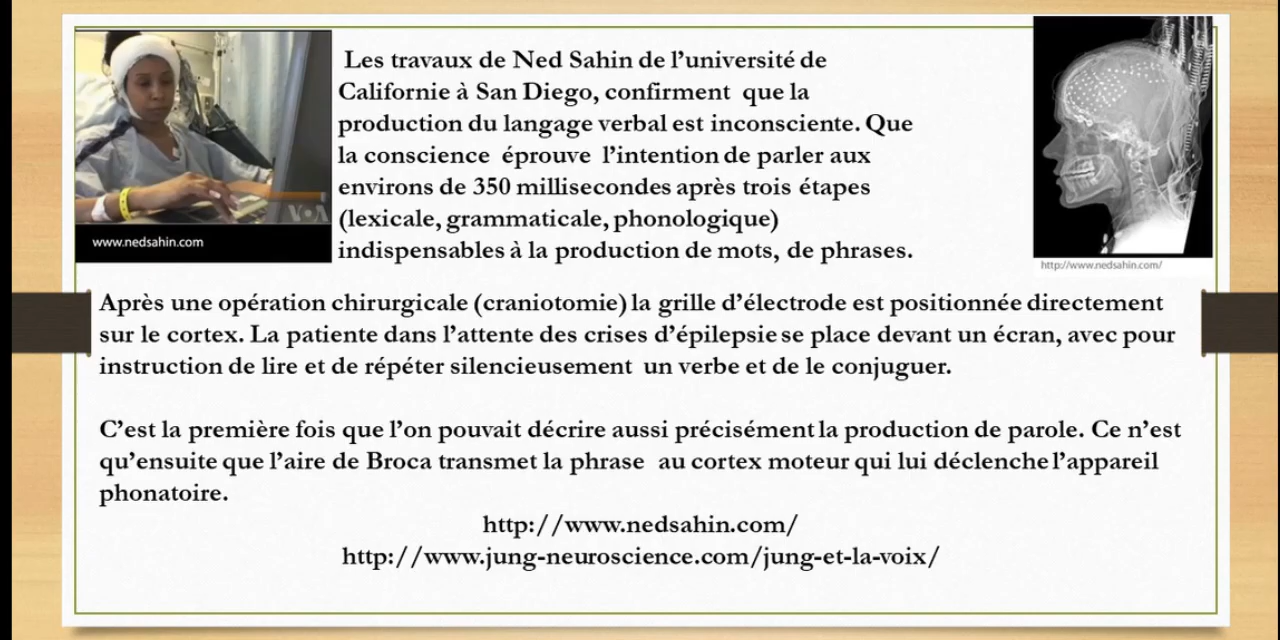 Les travaux de Ned Sahin de l'université de
Californie à San Diego, confirment que la
production du langage verbal est inconsciente. Que
la conscience éprouve l'intention de parler aux
environs de 350 millisecondes après trois étapes
(lexicale, grammaticale, phonologique)
indispensables à la production de mots, de phrases.
VOA
www.nedsahin.com
http://www.nedsahin.com/
Après une opération chirurgicale (craniotomie) la grille d'électrode est positionnée directement
sur le cortex. La patiente dans l'attente des crises d'épilepsie se place devant un écran, avec pour
instruction de lire et de répéter silencieusement un verbe et de le conjuguer.
C'est la première fois que l'on pouvait décrire aussi précisément la production de parole. Ce n'est
qu'ensuite que l'aire de Broca transmet la phrase au cortex moteur qui lui déclenche l'appareil
phonatoire.
http://www.nedsahin.com/
http://www.jung-neuroscience.com/jung-et-la-voix/